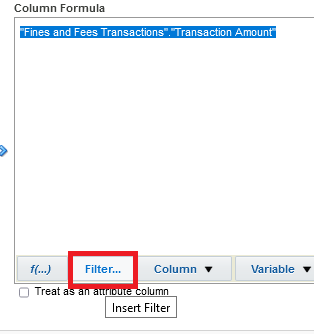 Column Formula
"Fines and Fees Transactions"."Transaction Amount"
f(...) Filter... Column Variable
Treat as an attribute column
Insert Filter